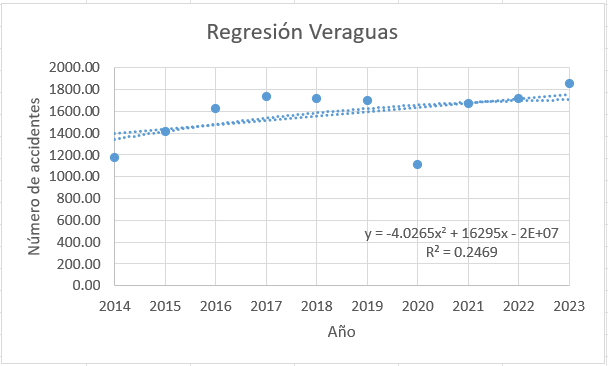 Regresión Veraguas
2000.00
1800.00
1600.00
1400.00
1200.00
1000.00
800.00
600.00
400.00
200.00
0.00
Número de accidentes
y = -4.0265x² + 16295x - 2E+07
R² = 0.2469
2014 2015 2016 2017 2018 2019 2020 2021 2022 2023
Año